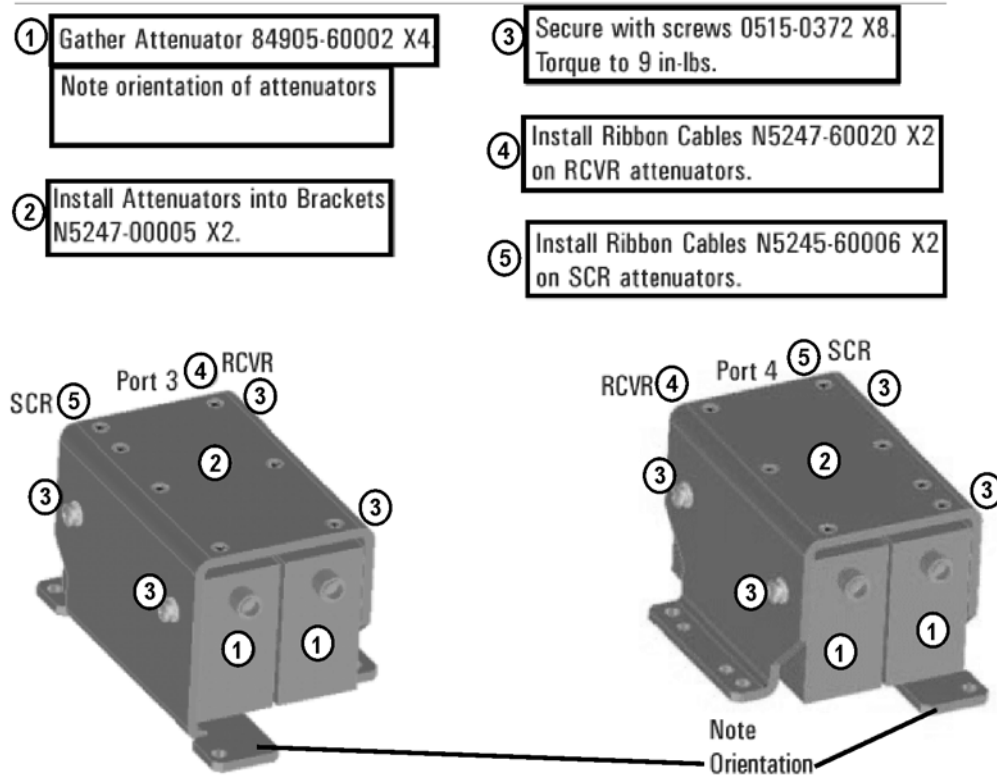 1 Gather Attenuator 84905-60002 X4.
Note orientation of attenuators
2 Install Attenuators into Brackets
N5247-00005 X2.
3 Secure with screws 0515-0372 X8.
Torque to 9 in-lbs.
4 Install Ribbon Cables N5247-60020 X2
on RCVR attenuators.
5 Install Ribbon Cables N5245-60006 X2
on SCR attenuators.
SCR 5 Port 3 4 RCVR
3
2
3
3
3
1
1
RCVR 4 Port 4 5 SCR
3
2
3
3
3
1
1
Note
Orientation